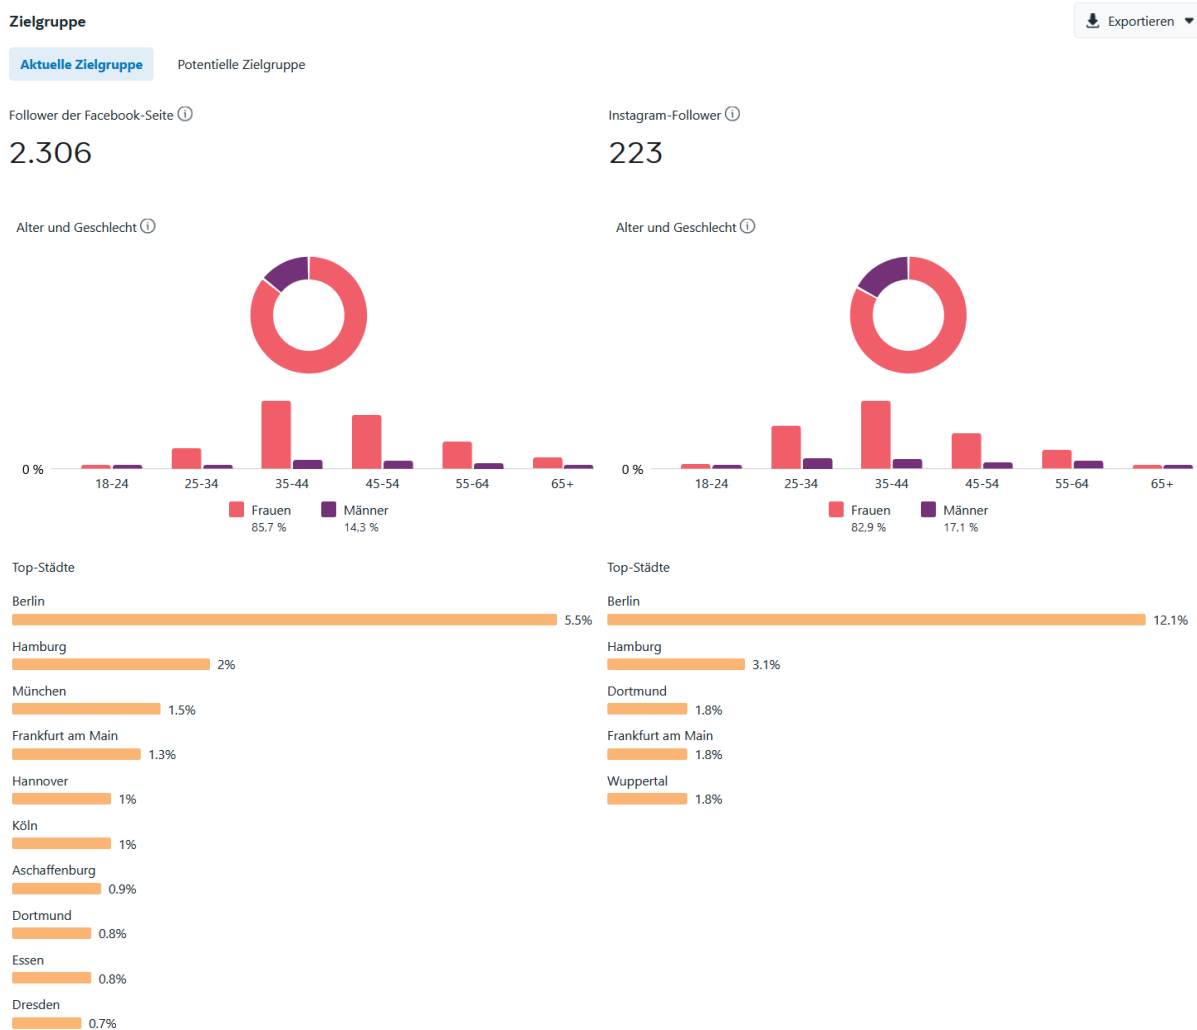 Zielgruppe
Exportieren
Aktuelle Zielgruppe
Potentielle Zielgruppe
Follower der Facebook-Seite
2.306
Alter und Geschlecht
0 %
18-24 25-34 35-44 45-54 55-64 65+
Frauen Männer
85,7 % 14,3 %
Top-Städte
Berlin
5.5%
Hamburg
2%
München
1.5%
Frankfurt am Main
1.3%
Hannover
1%
Köln
1%
Aschaffenburg
0.9%
Dortmund
0.8%
Essen
0.8%
Dresden
0.7%
Instagram-Follower
223
Alter und Geschlecht
0 %
18-24 25-34 35-44 45-54 55-64 65+
Frauen Männer
82,9 % 17,1 %
Top-Städte
Berlin
12.1%
Hamburg
3.1%
Dortmund
1.8%
Frankfurt am Main
1.8%
Wuppertal
1.8%